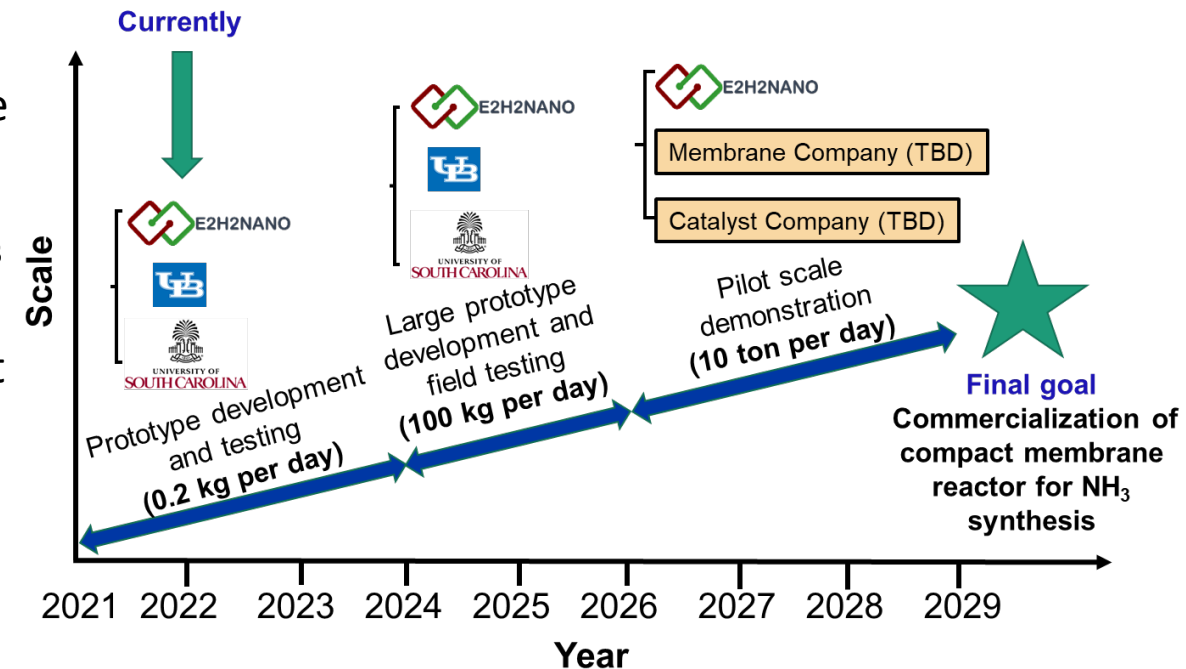 Currently
E2H2NANO
UB
UNIVERSITY OF
SOUTH CAROLINA
Prototype development
and testing
(0.2 kg per day)
E2H2NANO
UB
UNIVERSITY OF
SOUTH CAROLINA
Large prototype
development and
field testing
(100 kg per day)
E2H2NANO
Membrane Company (TBD)
Catalyst Company (TBD)
Pilot scale
demonstration
(10 ton per day)
Final goal
Commercialization of
compact membrane
reactor for NH₃
synthesis
Scale
2021 2022 2023 2024 2025 2026 2027 2028 2029
Year